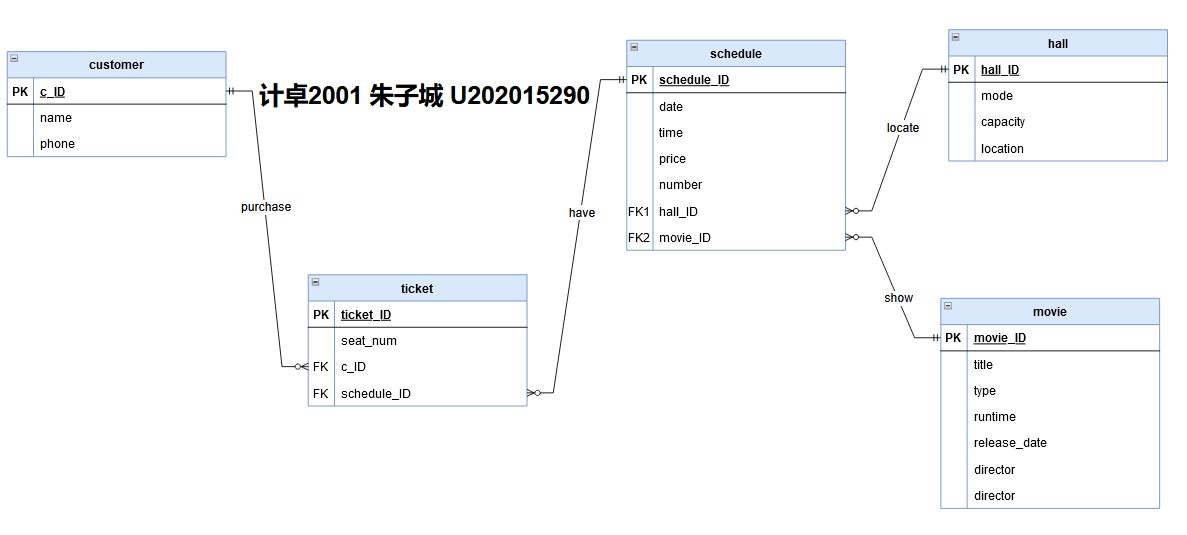 customer
PK c_ID
name
phone
计卓2001 朱子城 U202015290
purchase
ticket
PK ticket_ID
seat_num
FK c_ID
FK schedule_ID
have
schedule
PK schedule_ID
date
time
price
number
FK1 hall_ID
FK2 movie_ID
locate
hall
PK hall_ID
mode
capacity
location
show
movie
PK movie_ID
title
type
runtime
release_date
director
director